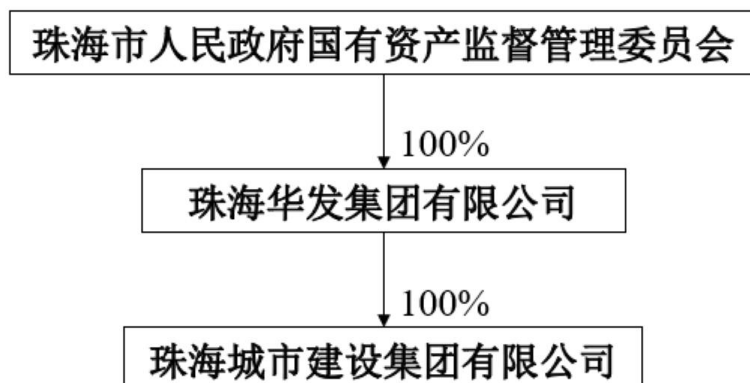 珠海市人民政府国有资产监督管理委员会
100%
珠海华发集团有限公司
100%
珠海城市建设集团有限公司